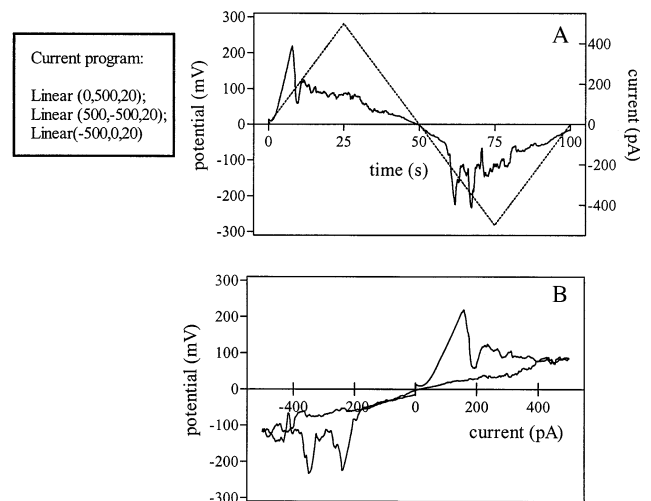 Current program:
Linear (0,500,20);
Linear (500,-500,20);
Linear(-500,0,20)
A
potential (mV)
300
200
100
0
-100
-200
-300
0
25
50
75
100
time (s)
400
200
0
-200
-400
current (pA)
B
potential (mV)
300
200
100
0
-100
-200
-300
-400
-200
0
200
400
current (pA)